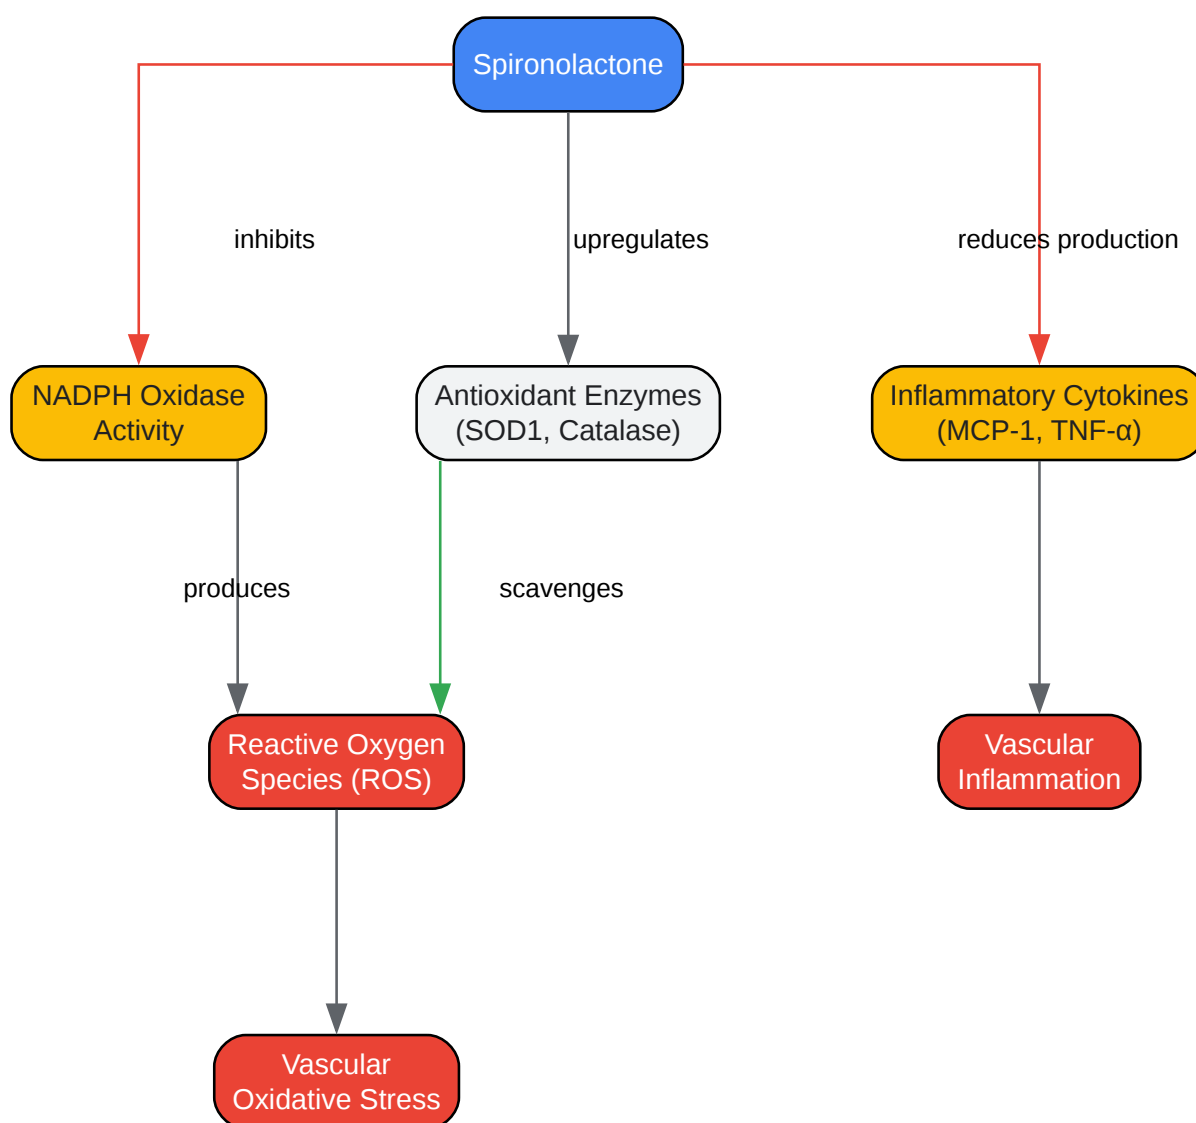 Spironolactone
inhibits
upregulates
reduces production
NADPH Oxidase
Activity
Antioxidant Enzymes
(SOD1, Catalase)
Inflammatory Cytokines
(MCP-1, TNF-α)
produces
scavenges
Reactive Oxygen
Species (ROS)
Vascular
Inflammation
Vascular
Oxidative Stress